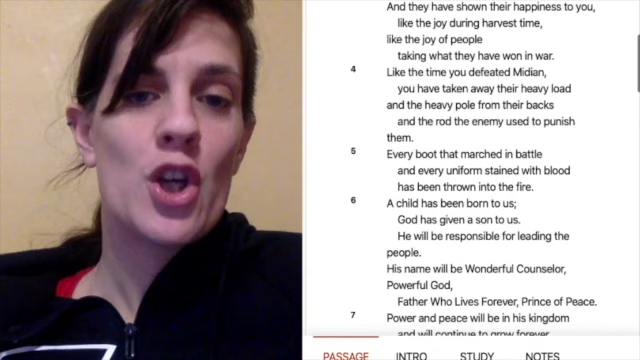 And they have shown their happiness to you,
like the joy during harvest time,
like the joy of people
taking what they have won in war.
4 Like the time you defeated Midian,
you have taken away their heavy load
and the heavy pole from their backs
and the rod the enemy used to punish
them.
5 Every boot that marched in battle
and every uniform stained with blood
has been thrown into the fire.
6 A child has been born to us;
God has given a son to us.
He will be responsible for leading the
people.
His name will be Wonderful Counselor,
Powerful God,
Father Who Lives Forever, Prince of Peace.
7 Power and peace will be in his kingdom
and will continue to grow forever
PASSAGE INTRO STUDY NOTES